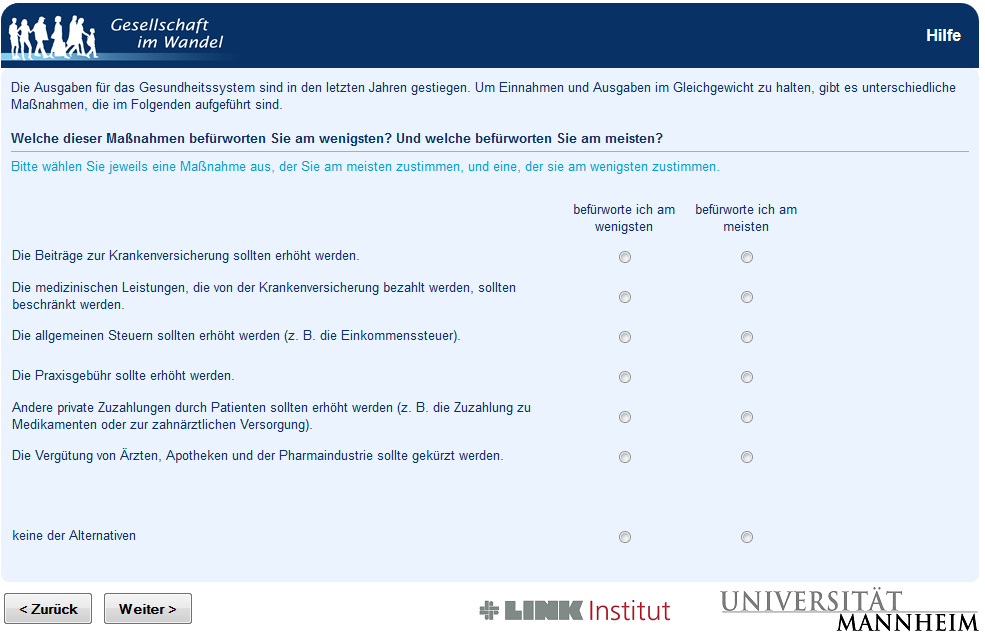 Gesellschaft
im Wandel
Hilfe
Die Ausgaben für das Gesundheitssystem sind in den letzten Jahren gestiegen. Um Einnahmen und Ausgaben im Gleichgewicht zu halten, gibt es unterschiedliche
Maßnahmen, die im Folgenden aufgeführt sind.
Welche dieser Maßnahmen befürworten Sie am wenigsten? Und welche befürworten Sie am meisten?
Bitte wählen Sie jeweils eine Maßnahme aus, der Sie am meisten zustimmen, und eine, der sie am wenigsten zustimmen.
befürworte ich am befürworte ich am
wenigsten meisten
Die Beiträge zur Krankenversicherung sollten erhöht werden.
Die medizinischen Leistungen, die von der Krankenversicherung bezahlt werden, sollten
beschränkt werden.
Die allgemeinen Steuern sollten erhöht werden (z. B. die Einkommenssteuer).
Die Praxisgebühr sollte erhöht werden.
Andere private Zuzahlungen durch Patienten sollten erhöht werden (z. B. die Zuzahlung zu
Medikamenten oder zur zahnärztlichen Versorgung).
Die Vergütung von Ärzten, Apotheken und der Pharmaindustrie sollte gekürzt werden.
keine der Alternativen
< Zurück Weiter >
LINK Institut
UNIVERSITÄT
MANNHEIM